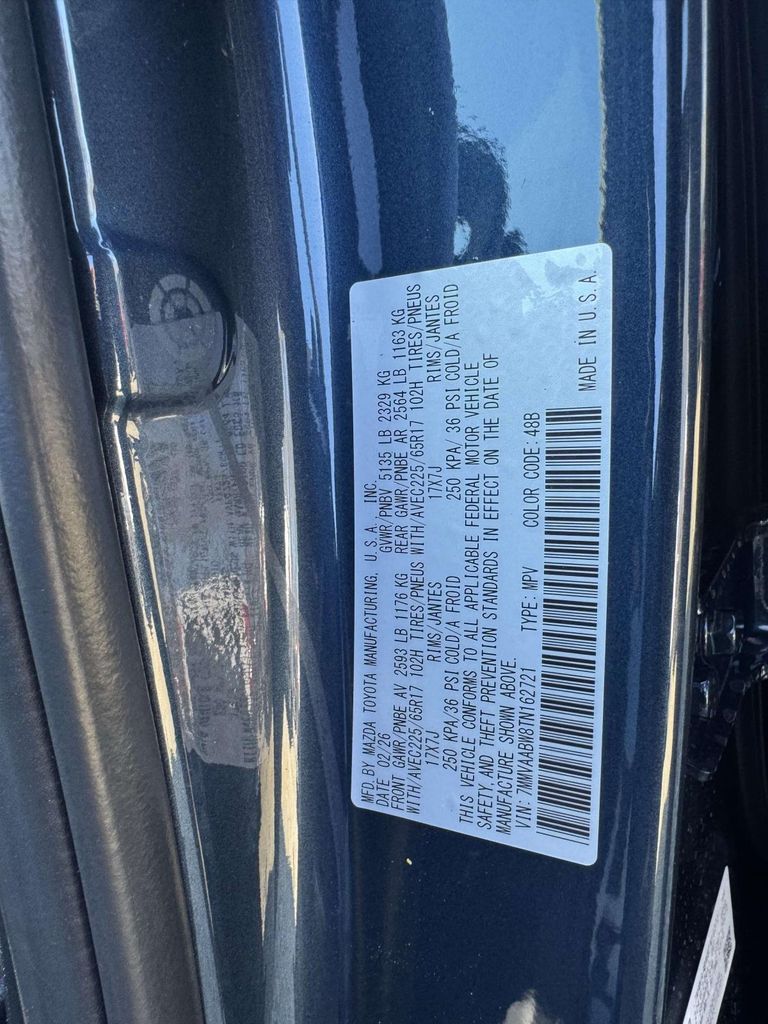 MFD. BY MAZDA TOYOTA MANUFACTURING, U.S.A., INC.
DATE 02/26 GVWR/PNBV 5135 LB 2329 KG
FRONT GAWR/PNBE AV 2593 LB 1176 KG REAR GAWR/PNBE AR 2564 LB 1163 KG
WITH/AVEC225/65R17 102H TIRES/PNEUS WITH/AVEC225/65R17 102H TIRES/PNEUS
17X7J RIMS/JANTES 17X7J RIMS/JANTES
250 KPA/36 PSI COLD/A FROID 250 KPA/ 36 PSI COLD/A FROID
THIS VEHICLE CONFORMS TO ALL APPLICABLE FEDERAL MOTOR VEHICLE
SAFETY, AND THEFT PREVENTION STANDARDS IN EFFECT ON THE DATE OF
MANUFACTURE SHOWN ABOVE.
VIN: 7MMVAABW8TN162721 TYPE: MPV COLOR CODE: 48B
MADE IN U.S.A.